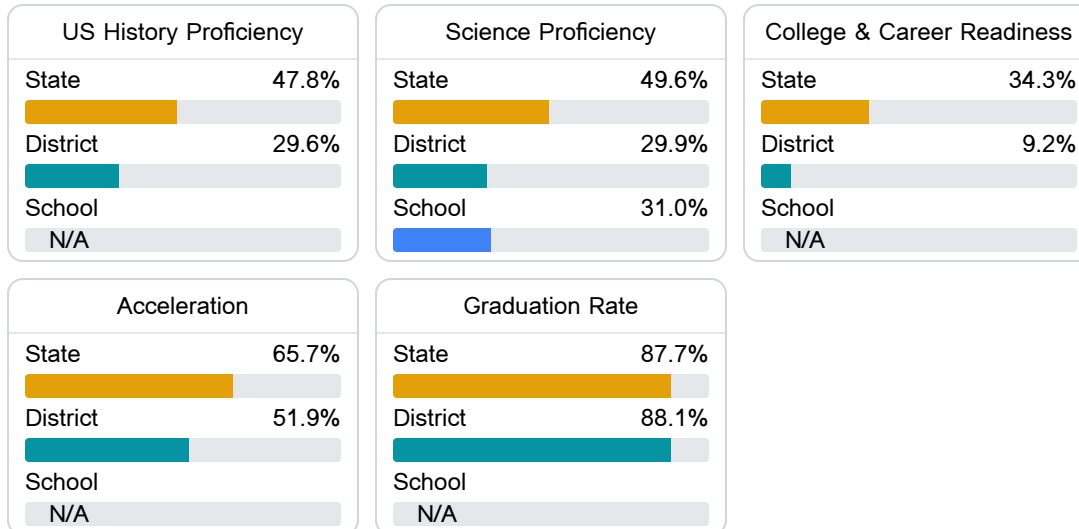 US History Proficiency
State 47.8%
District 29.6%
School
N/A
Science Proficiency
State 49.6%
District 29.9%
School 31.0%
College & Career Readiness
State 34.3%
District 9.2%
School
N/A
Acceleration
State 65.7%
District 51.9%
School
N/A
Graduation Rate
State 87.7%
District 88.1%
School
N/A